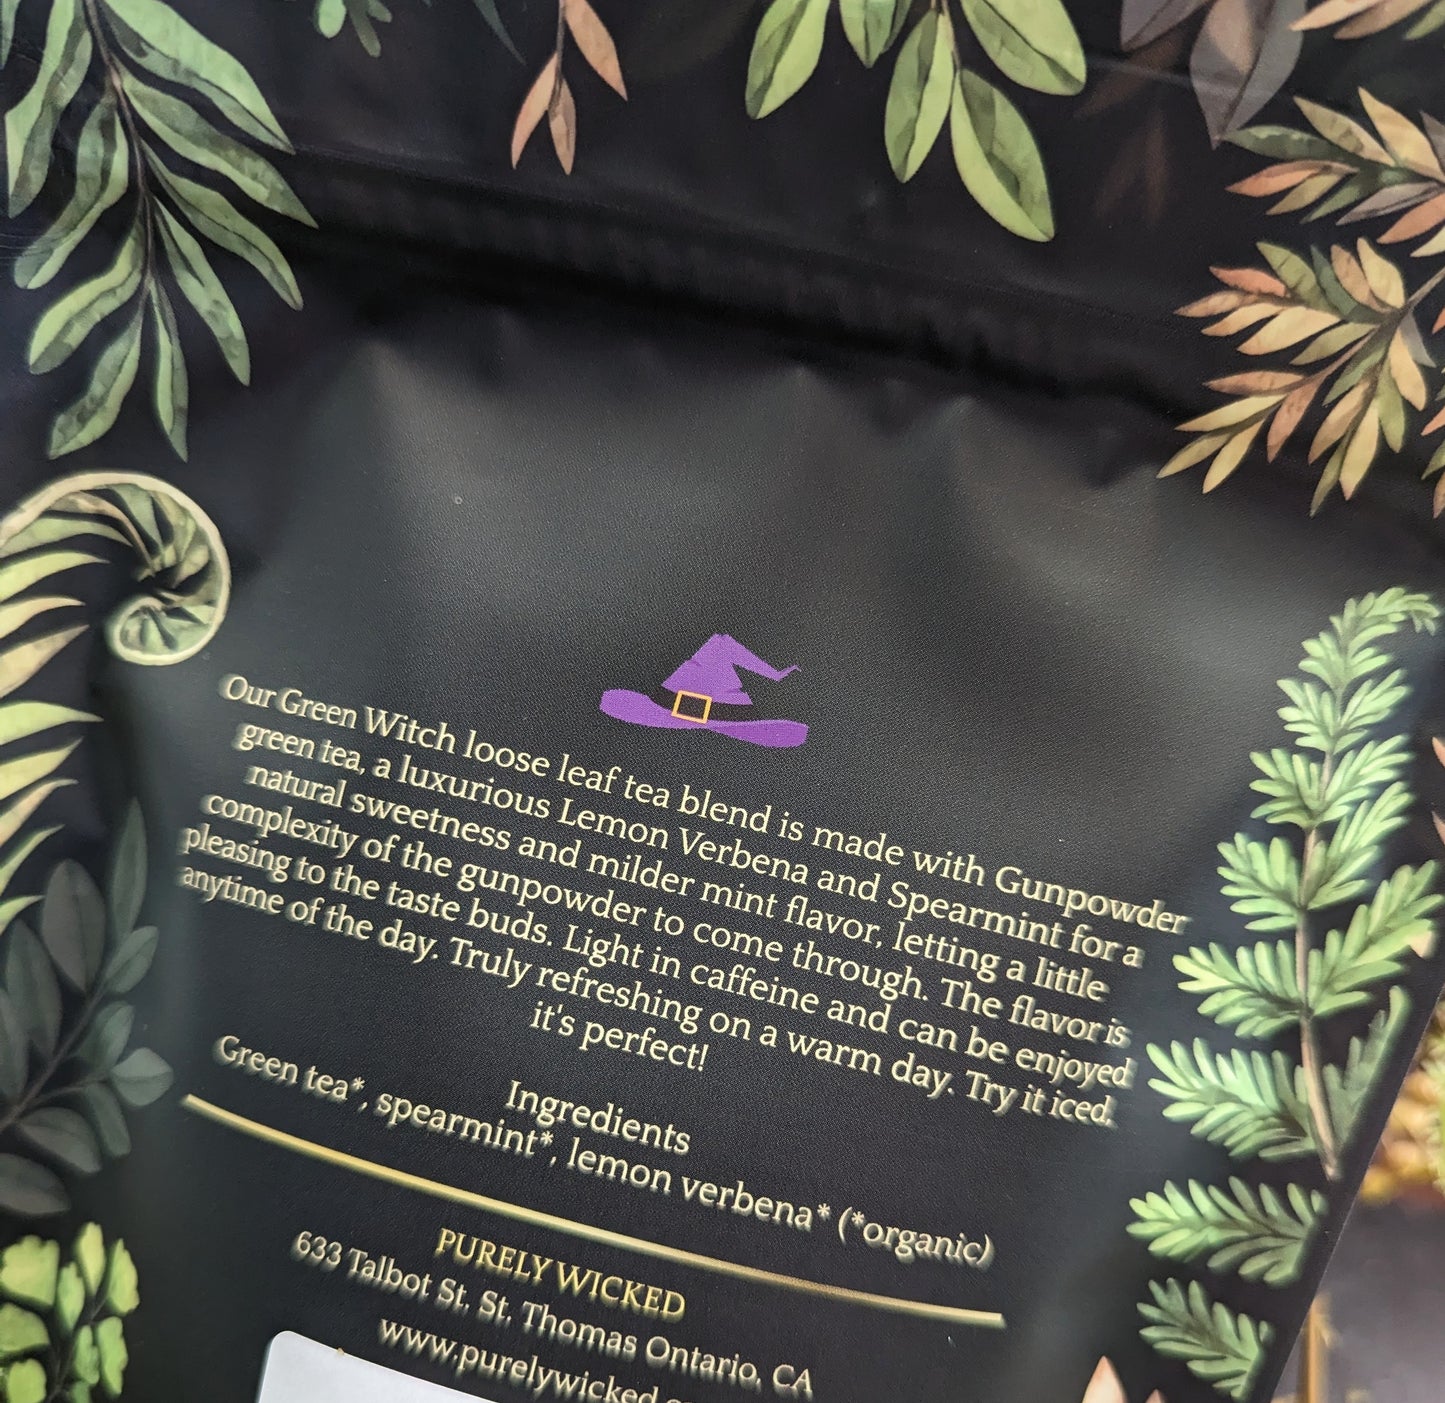 Our Green Witch loose leaf tea blend is made with Gunpowder
green tea, a luxurious Lemon Verbena and Spearmint for a
natural sweetness and milder mint flavor, letting a little
complexity of the gunpowder to come through. The flavor is
pleasing to the taste buds. Light in caffeine and can be enjoyed
anytime of the day. Truly refreshing on a warm day. Try it iced,
it's perfect!
Ingredients
Green tea*, spearmint*, lemon verbena* (*organic)
PURELY WICKED
633 Talbot St. St. Thomas Ontario, CA
www.purelywicked